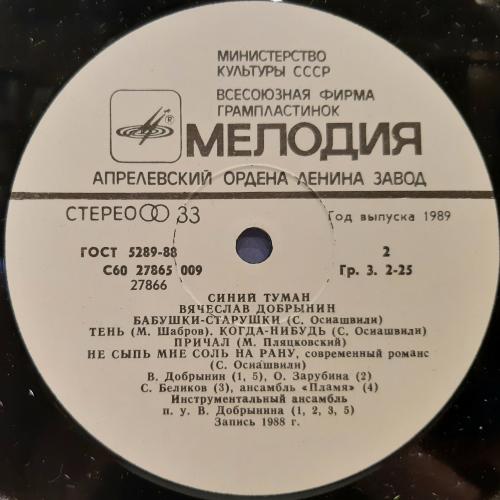 МИНИСТЕРСТВО
КУЛЬТУРЫ СССР
ВСЕСОЮЗНАЯ ФИРМА
ГРАМПЛАСТИНОК
®
МЕЛОДИЯ
АПРЕЛЕВСКИЙ ОРДЕНА ЛЕНИНА ЗАВОД
СТЕРЕО 33
Год выпуска 1989
ГОСТ 5289-88
2
С60 27865 009
Гр. 3. 2-25
27866
СИНИЙ ТУМАН
ВЯЧЕСЛАВ ДОБРЫНИН
БАБУШКИ-СТАРУШКИ (С. Осиашвили)
ТЕНЬ (М. Шабров). КОГДА-НИБУДЬ (С. Осиашвили)
ПРИЧАЛ (М. Пляцковский)
НЕ СЫПЬ МНЕ СОЛЬ НА РАНУ, современный романс
(С. Осиашвили)
В. Добрынин (1, 5), О. Зарубина (2)
С. Беликов (3), ансамбль «Пламя» (4)
Инструментальный ансамбль
п. у. В. Добрынина (1, 2, 3, 5)
Запись 1988 г.